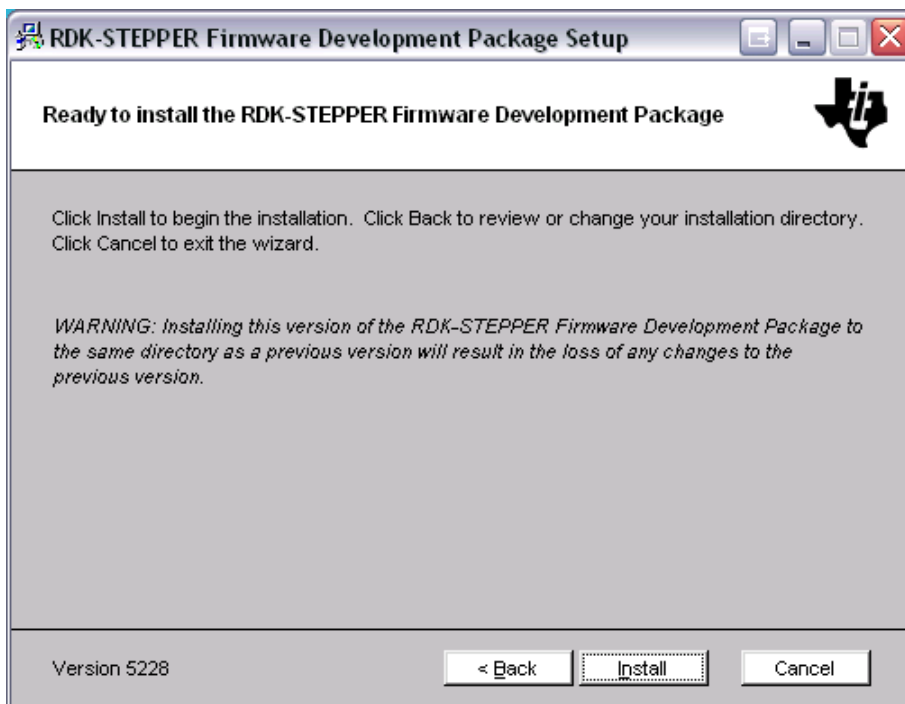 RDK-STEPPER Firmware Development Package Setup
Ready to install the RDK-STEPPER Firmware Development Package
Click Install to begin the installation. Click Back to review or change your installation directory.
Click Cancel to exit the wizard.
WARNING: Installing this version of the RDK-STEPPER Firmware Development Package to
the same directory as a previous version will result in the loss of any changes to the
previous version.
Version 5228
< Back
Install
Cancel